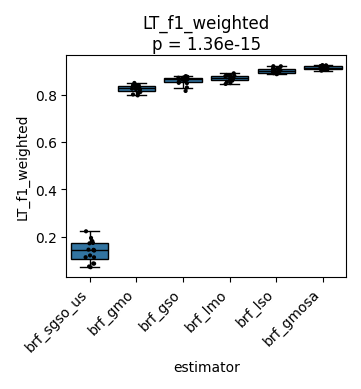 LT_f1_weighted
p = 1.36e-15
LT_f1_weighted
0.8
0.6
0.4
0.2
brf_sgso_us
brf_gmo
brf_gso
brf_lmo
brf_lso
brf_gmosa
estimator